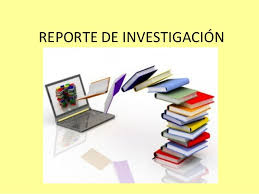 REPORTE DE INVESTIGACIÓN